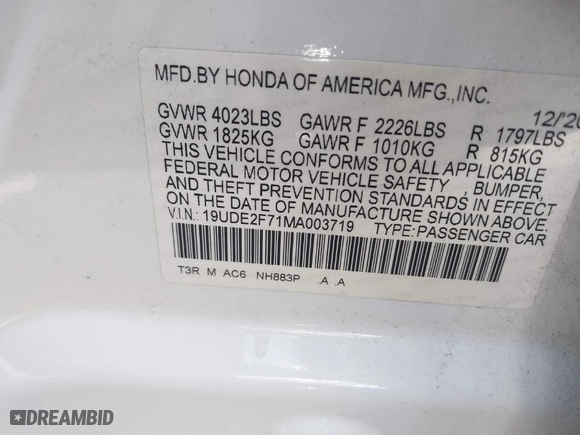 MFD.BY HONDA OF AMERICA MFG.,INC.
12/20
GVWR 4023LBS GAWR F 2226LBS R 1797LBS
GVWR 1825KG GAWR F 1010KG R 815KG
THIS VEHICLE CONFORMS TO ALL APPLICABLE
FEDERAL MOTOR VEHICLE SAFETY , BUMPER,
AND THEFT PREVENTION STANDARDS IN EFFECT
ON THE DATE OF MANUFACTURE SHOWN ABOVE.
V.I.N.: 19UDE2F71MA003719 TYPE:PASSENGER CAR
T3R M AC6 NH883P .A .A
DREAMBID